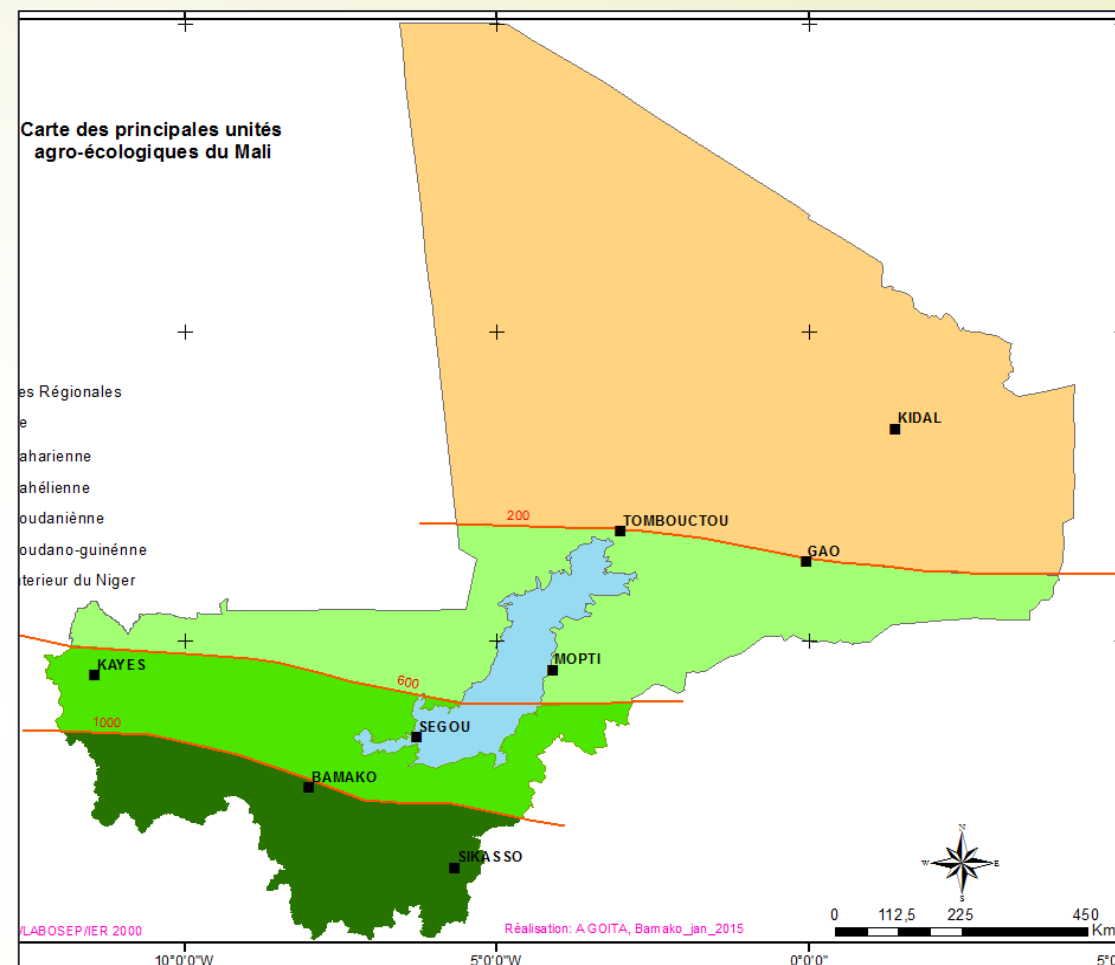 Carte des principales unités
agro-écologiques du Mali
es Régionales
e
aharienne
ahélienne
oudaniènne
oudano-guinénne
terieur du Niger
KIDAL
200
TOMBOUCTOU
GAO
KAYES
MOPTI
600
SEGOU
1000
BAMAKO
SIKASSO
N
W
E
S
0 112,5 225 450
Km
/LABOSEP/IER 2000
Réalisation: A GOITA, Bamako_jan_2015
10°0'0"W 5°0'0"W 0°0'0" 5°0